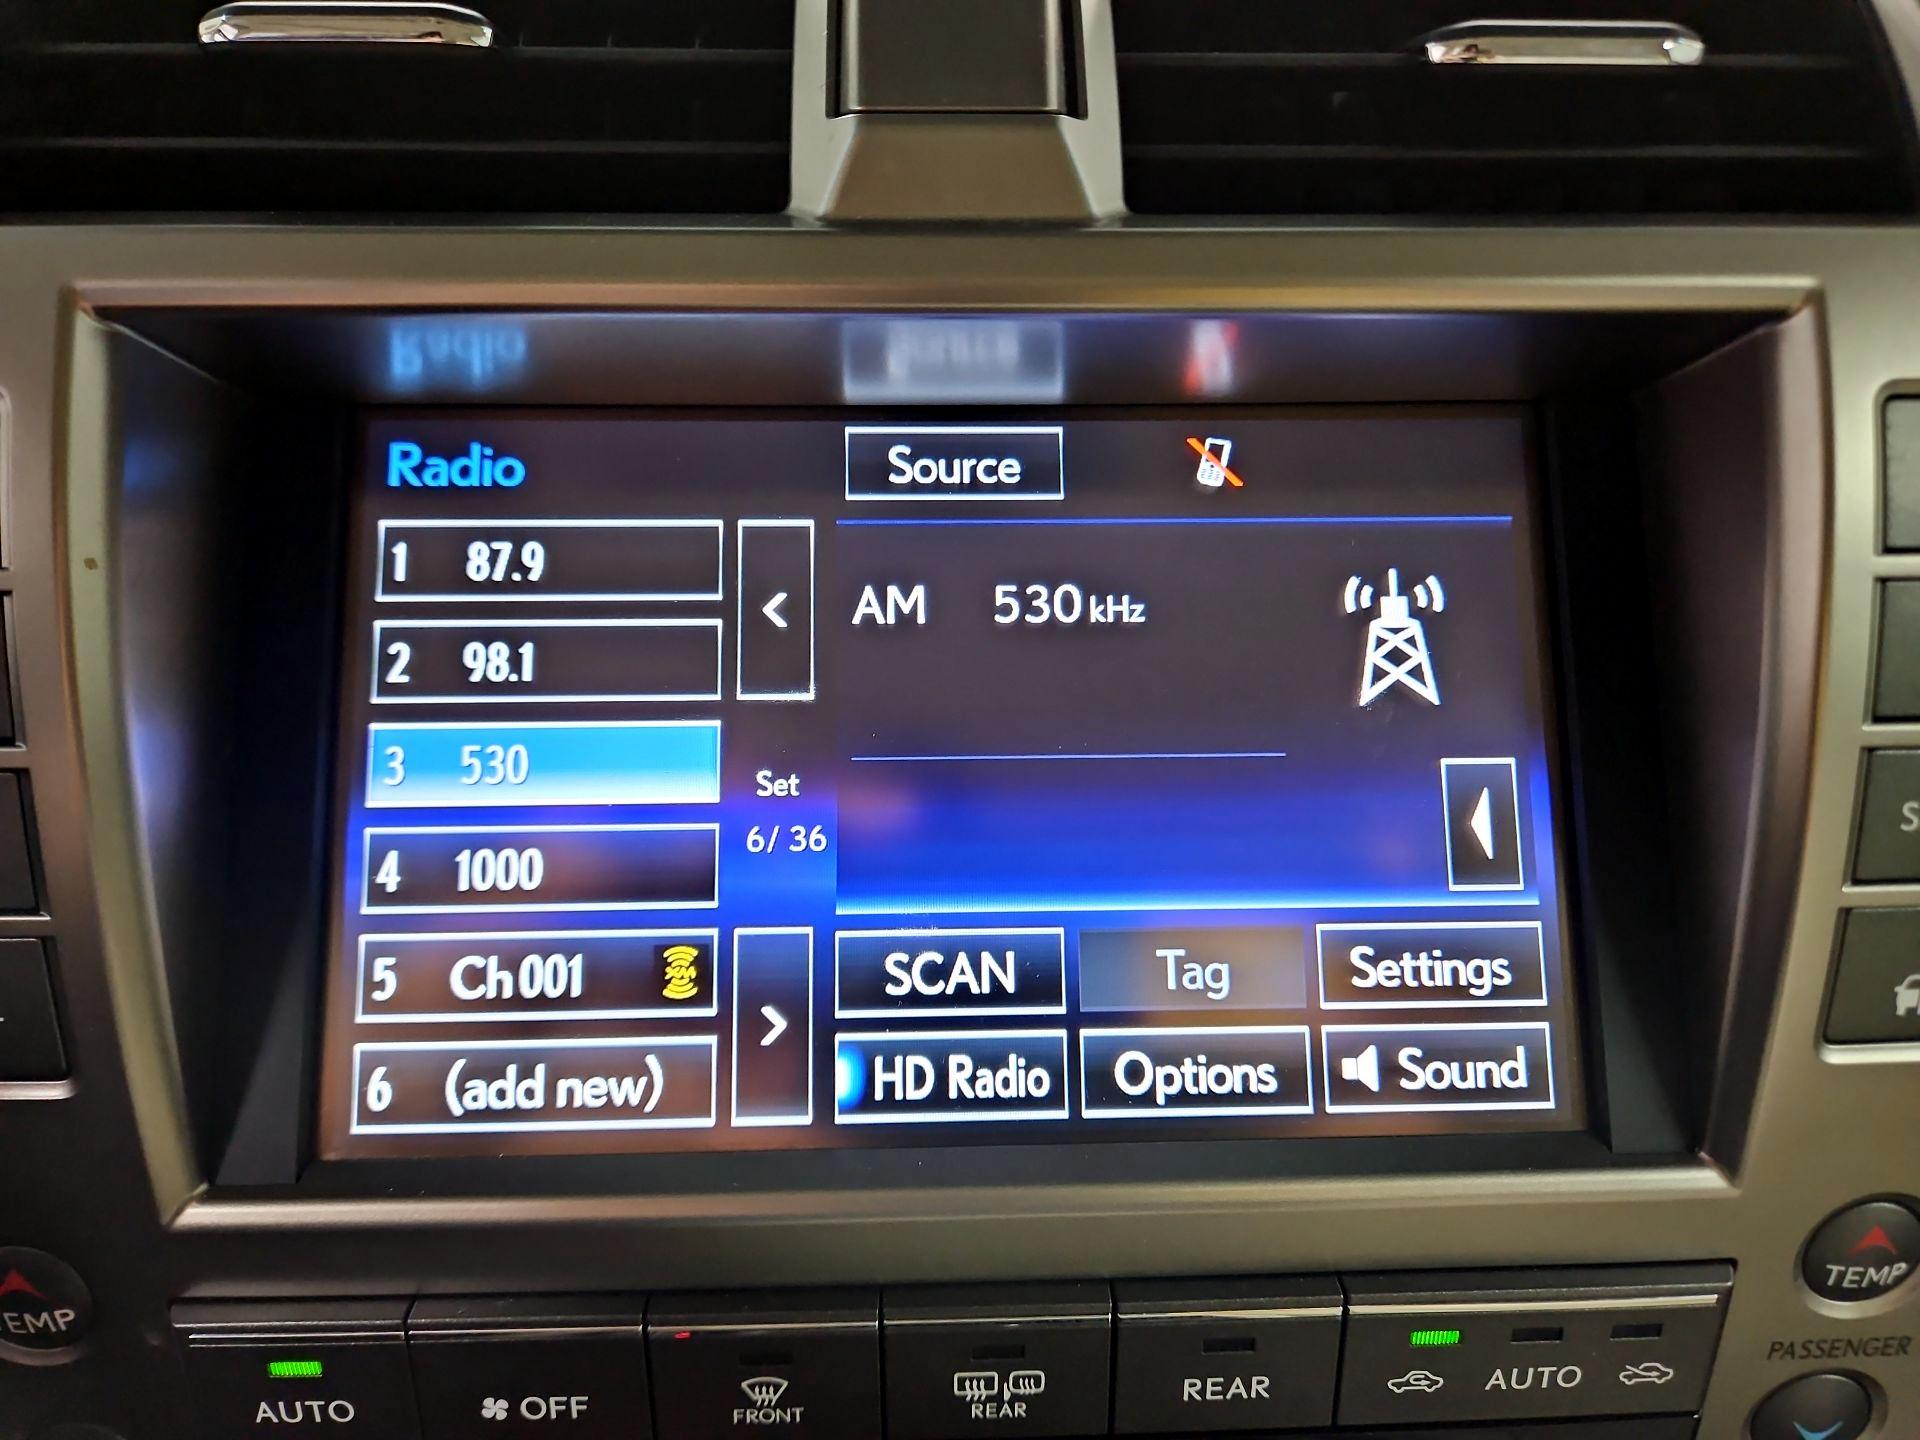 Radio
Source
1 87.9
2 98.1
3 530
4 1000
5 Ch001 XM
6 (add new)
<
Set
6/ 36
>
AM 530 kHz
SCAN Tag Settings
HD Radio Options Sound
TEMP
TEMP
PASSENGER
AUTO
OFF
FRONT
REAR
REAR
AUTO